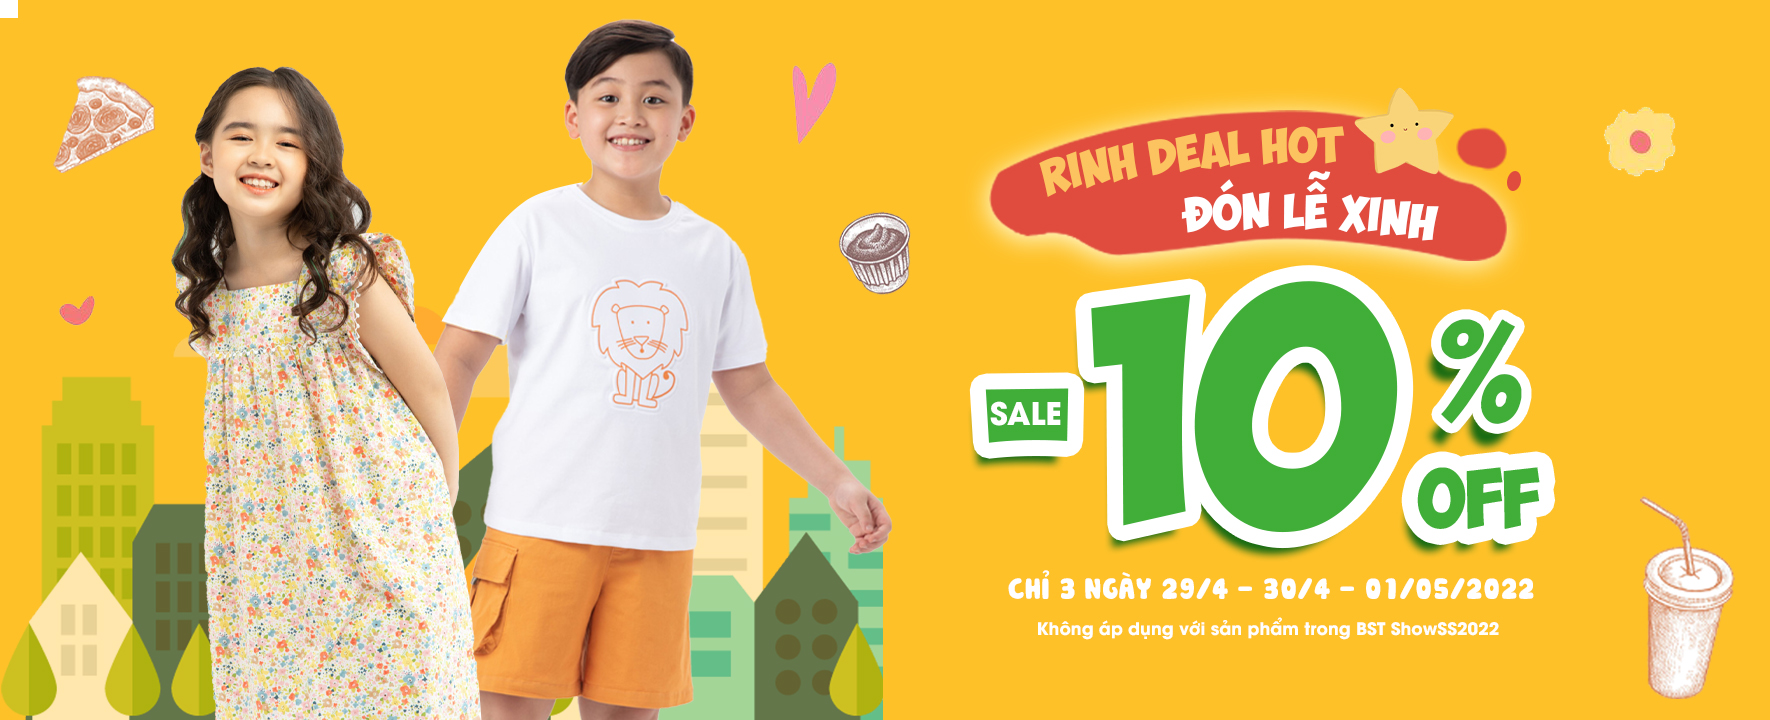 RINH DEAL HOT
ĐÓN LỄ XINH
SALE
-10%
OFF
CHỈ 3 NGÀY 29/4 - 30/4 - 01/05/2022
Không áp dụng với sản phẩm trong BST ShowSS2022